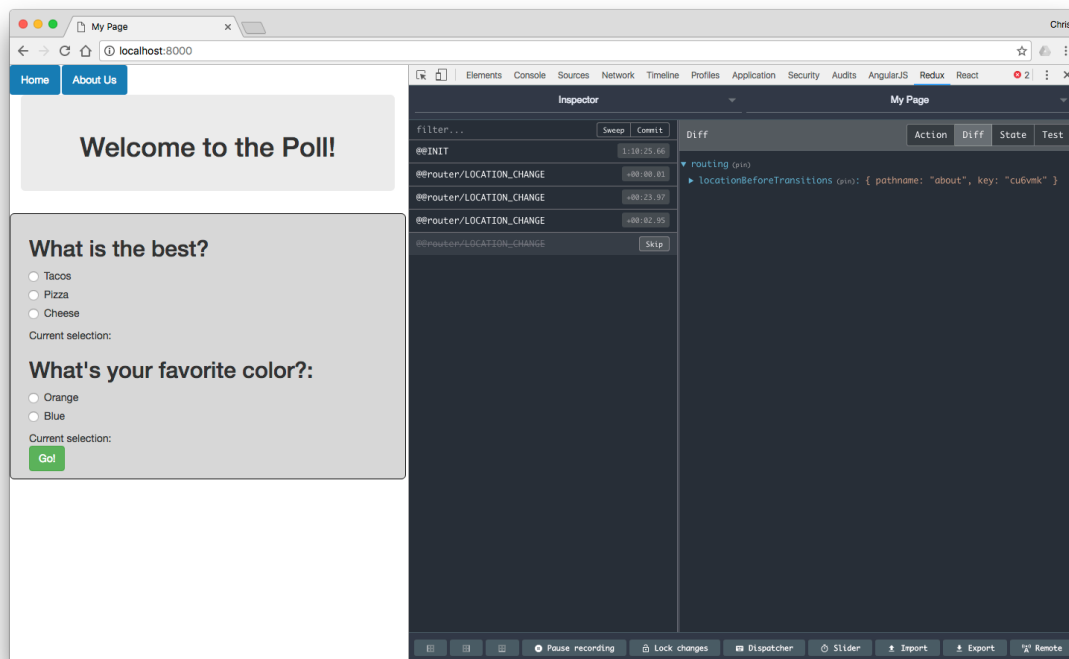 My Page
Chris
localhost:8000
Home About Us
Elements Console Sources Network Timeline Profiles Application Security Audits AngularJS Redux React 2
Inspector My Page
Welcome to the Poll!
filter... Sweep Commit
Diff Action Diff State Test
@@INIT 1:10:25.66
@@router/LOCATION_CHANGE +00:00.01
@@router/LOCATION_CHANGE +00:23.97
@@router/LOCATION_CHANGE +00:02.95
@@router/LOCATION_CHANGE Skip
routing (pin)
locationBeforeTransitions (pin): { pathname: "about", key: "cu6vmk" }
What is the best?
Tacos
Pizza
Cheese
Current selection:
What's your favorite color?:
Orange
Blue
Current selection:
Go!
Pause recording Lock changes Dispatcher Slider Import Export Remote